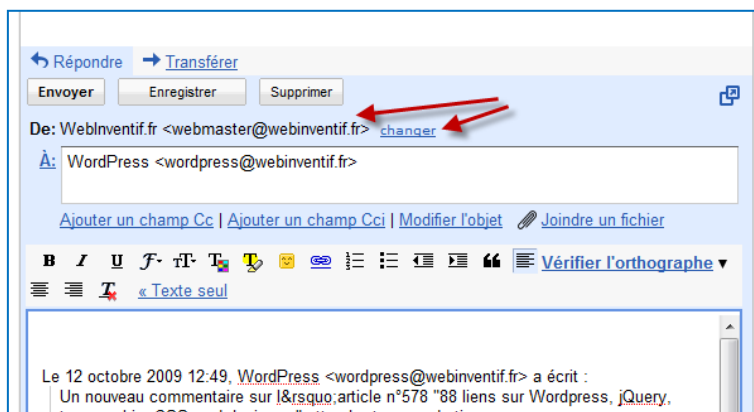 Répondre Transférer
Envoyer Enregistrer Supprimer
De: WebInventif.fr <webmaster@webinventif.fr> changer
À: WordPress <wordpress@webinventif.fr>
Ajouter un champ Cc | Ajouter un champ Cci | Modifier l'objet Joindre un fichier
B I U Vérifier l'orthographe
« Texte seul
Le 12 octobre 2009 12:49, WordPress <wordpress@webinventif.fr> a écrit :
Un nouveau commentaire sur l&rsquo;article n°578 "88 liens sur Wordpress, jQuery,